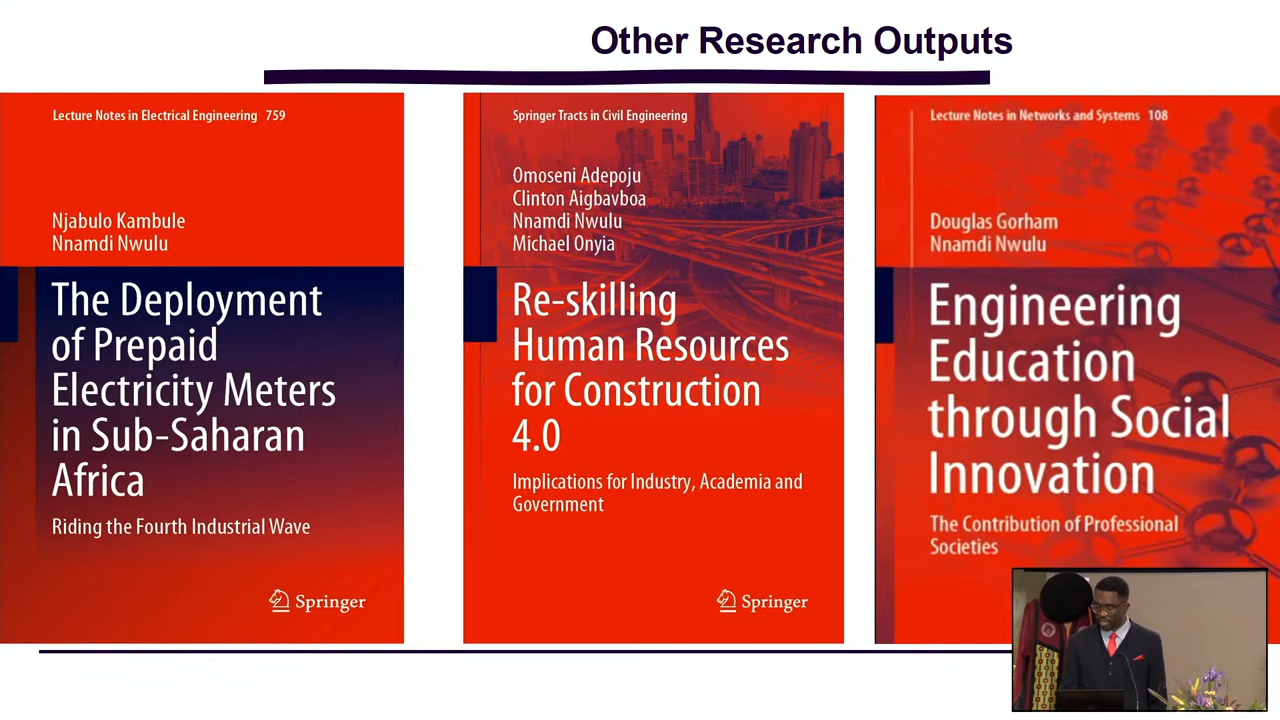 Other Research Outputs
Lecture Notes in Electrical Engineering 759
Njabulo Kambule
Nnamdi Nwulu
The Deployment
of Prepaid
Electricity Meters
in Sub-Saharan
Africa
Riding the Fourth Industrial Wave
Springer
Springer Tracts in Civil Engineering
Omoseni Adepoju
Clinton Aigbavboa
Nnamdi Nwulu
Michael Onyia
Re-skilling
Human Resources
for Construction
4.0
Implications for Industry, Academia and
Government
Springer
Lecture Notes in Networks and Systems 108
Douglas Gorham
Nnamdi Nwulu
Engineering
Education
through Social
Innovation
The Contribution of Professional
Societies